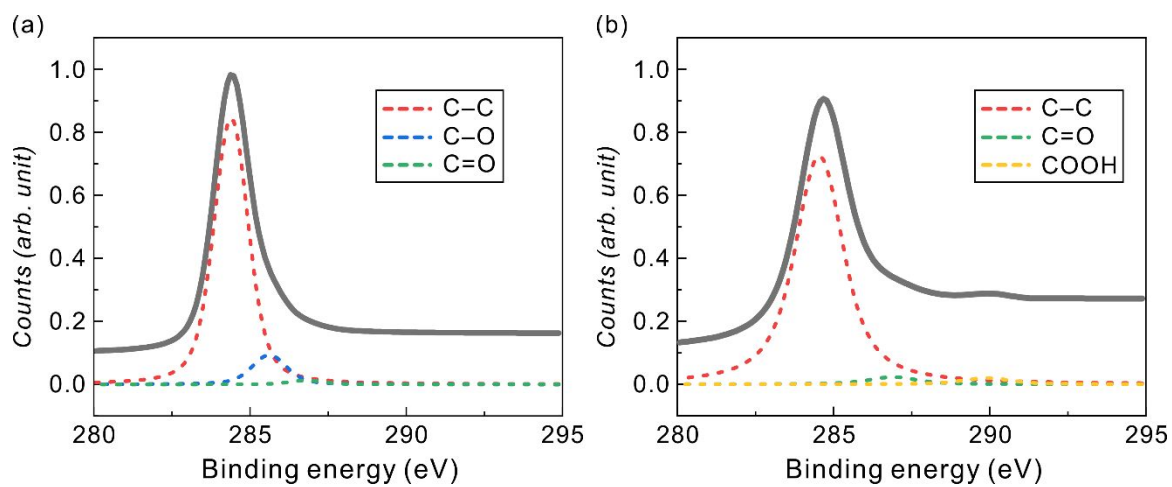 (a)
Counts (arb. unit)
1.0
0.8
0.6
0.4
0.2
0.0
C–C
C–O
C=O
280 285 290 295
Binding energy (eV)
(b)
Counts (arb. unit)
1.0
0.8
0.6
0.4
0.2
0.0
C–C
C=O
COOH
280 285 290 295
Binding energy (eV)